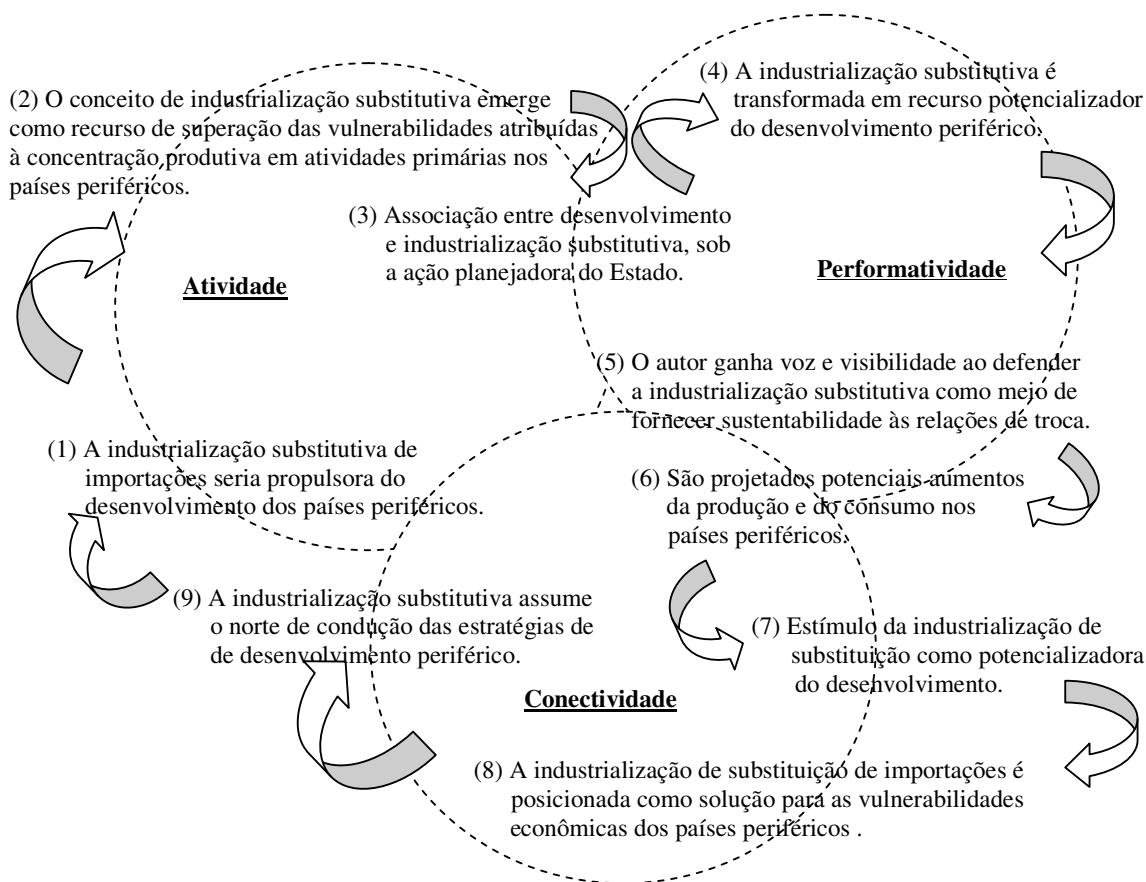 (2) O conceito de industrialização substitutiva emerge
como recurso de superação das vulnerabilidades atribuídas
à concentração produtiva em atividades primárias nos
países periféricos.
(4) A industrialização substitutiva é
transformada em recurso potencializador
do desenvolvimento periférico.
(3) Associação entre desenvolvimento
e industrialização substitutiva, sob
a ação planejadora do Estado.
Atividade
Performatividade
(5) O autor ganha voz e visibilidade ao defender
a industrialização substitutiva como meio de
fornecer sustentabilidade às relações de troca.
(1) A industrialização substitutiva de
importações seria propulsora do
desenvolvimento dos países periféricos.
(6) São projetados potenciais aumentos
da produção e do consumo nos
países periféricos.
(9) A industrialização substitutiva assume
o norte de condução das estratégias de
de desenvolvimento periférico.
(7) Estímulo da industrialização de
substituição como potencializadora
do desenvolvimento.
Conectividade
(8) A industrialização de substituição de importações é
posicionada como solução para as vulnerabilidades
econômicas dos países periféricos .